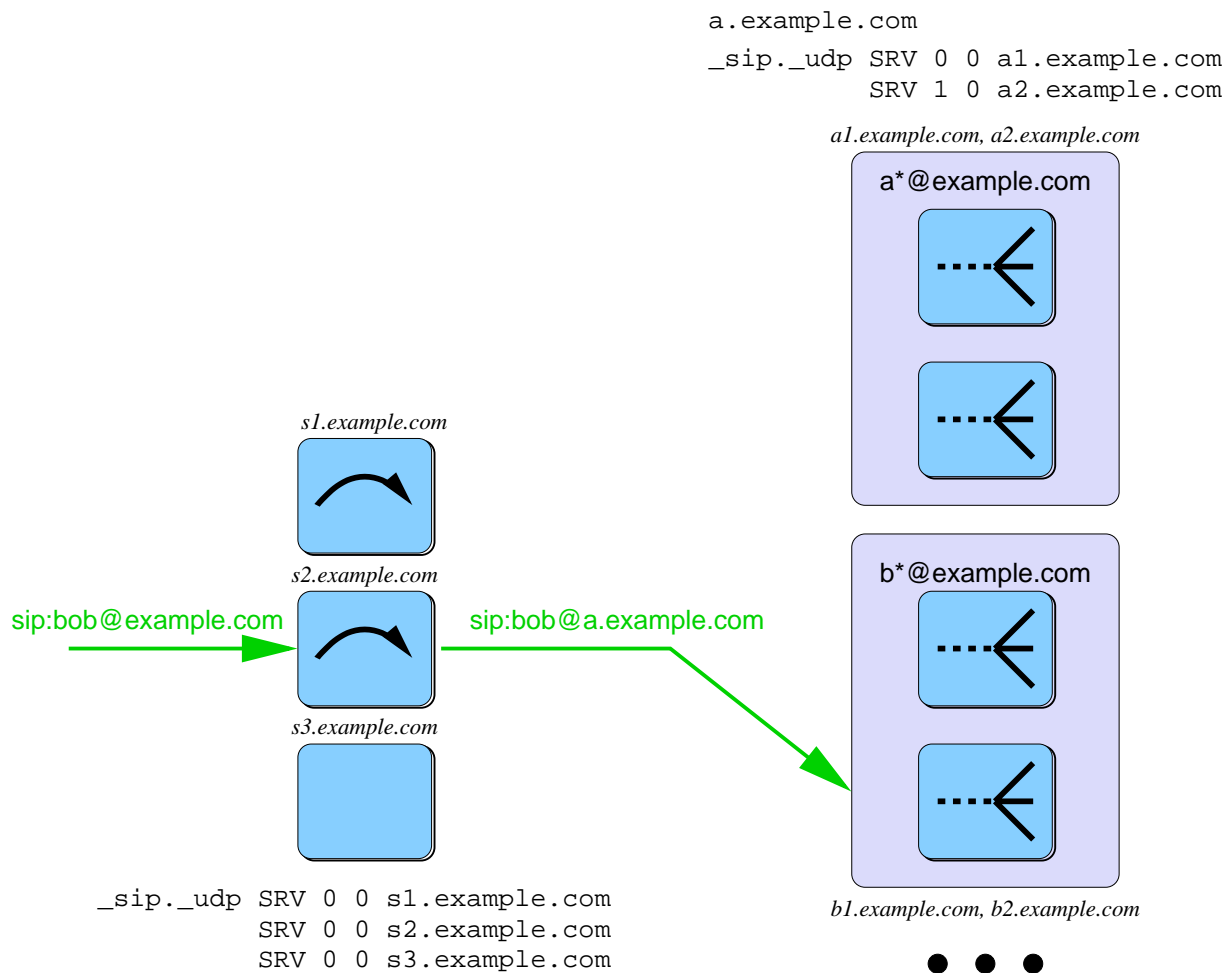 a.example.com
_sip._udp SRV 0 0 a1.example.com
SRV 1 0 a2.example.com
a1.example.com, a2.example.com
a*@example.com
s1.example.com
s2.example.com
sip:bob@example.com
sip:bob@a.example.com
b*@example.com
s3.example.com
_sip._udp SRV 0 0 s1.example.com
SRV 0 0 s2.example.com
SRV 0 0 s3.example.com
b1.example.com, b2.example.com